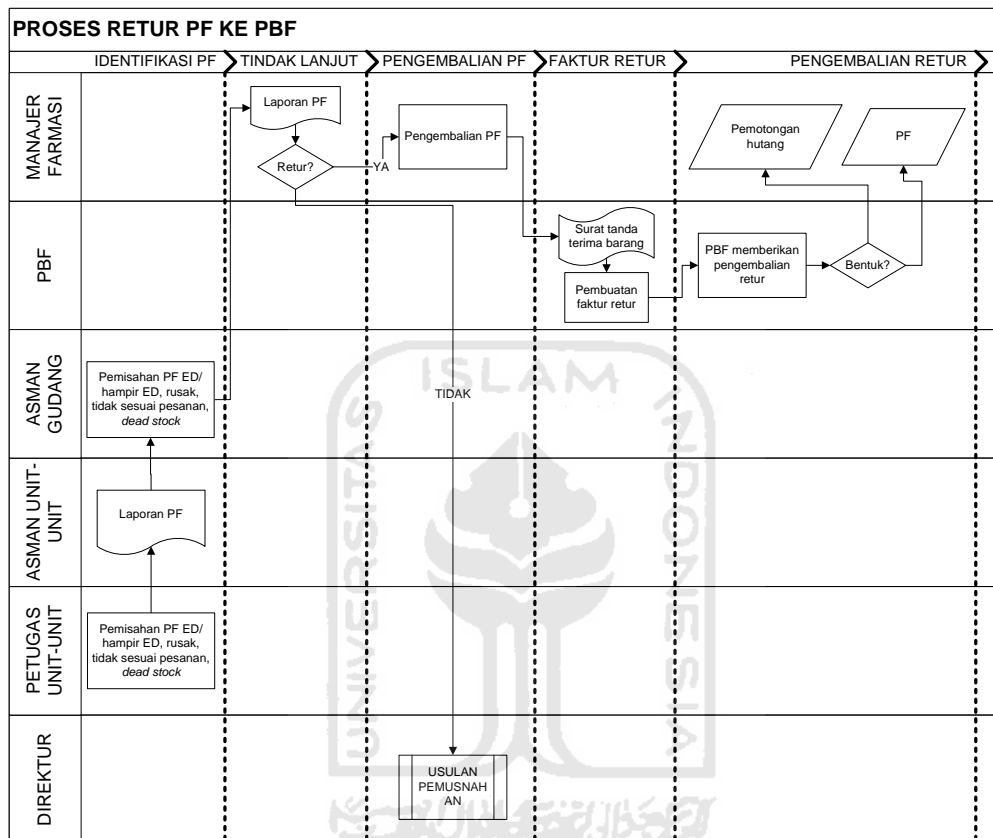 PROSES RETUR PF KE PBF
IDENTIFIKASI PF
TINDAK LANJUT
PENGEMBALIAN PF
FAKTUR RETUR
PENGEMBALIAN RETUR
MANAJER
FARMASI
Laporan PF
Retur?
YA
Pengembalian PF
Pemotongan
hutang
PF
PBF
Surat tanda
terima barang
Pembuatan
faktur retur
PBF memberikan
pengembalian
retur
Bentuk?
ASMAN
GUDANG
Pemisahan PF ED/
hampir ED, rusak,
tidak sesuai pesanan,
dead stock
TIDAK
ASMAN UNIT-
UNIT
Laporan PF
PETUGAS
UNIT-UNIT
Pemisahan PF ED/
hampir ED, rusak,
tidak sesuai pesanan,
dead stock
DIREKTUR
USULAN
PEMUSNAH
AN
ISLAM
UNIVERSITAS
INDONESIA